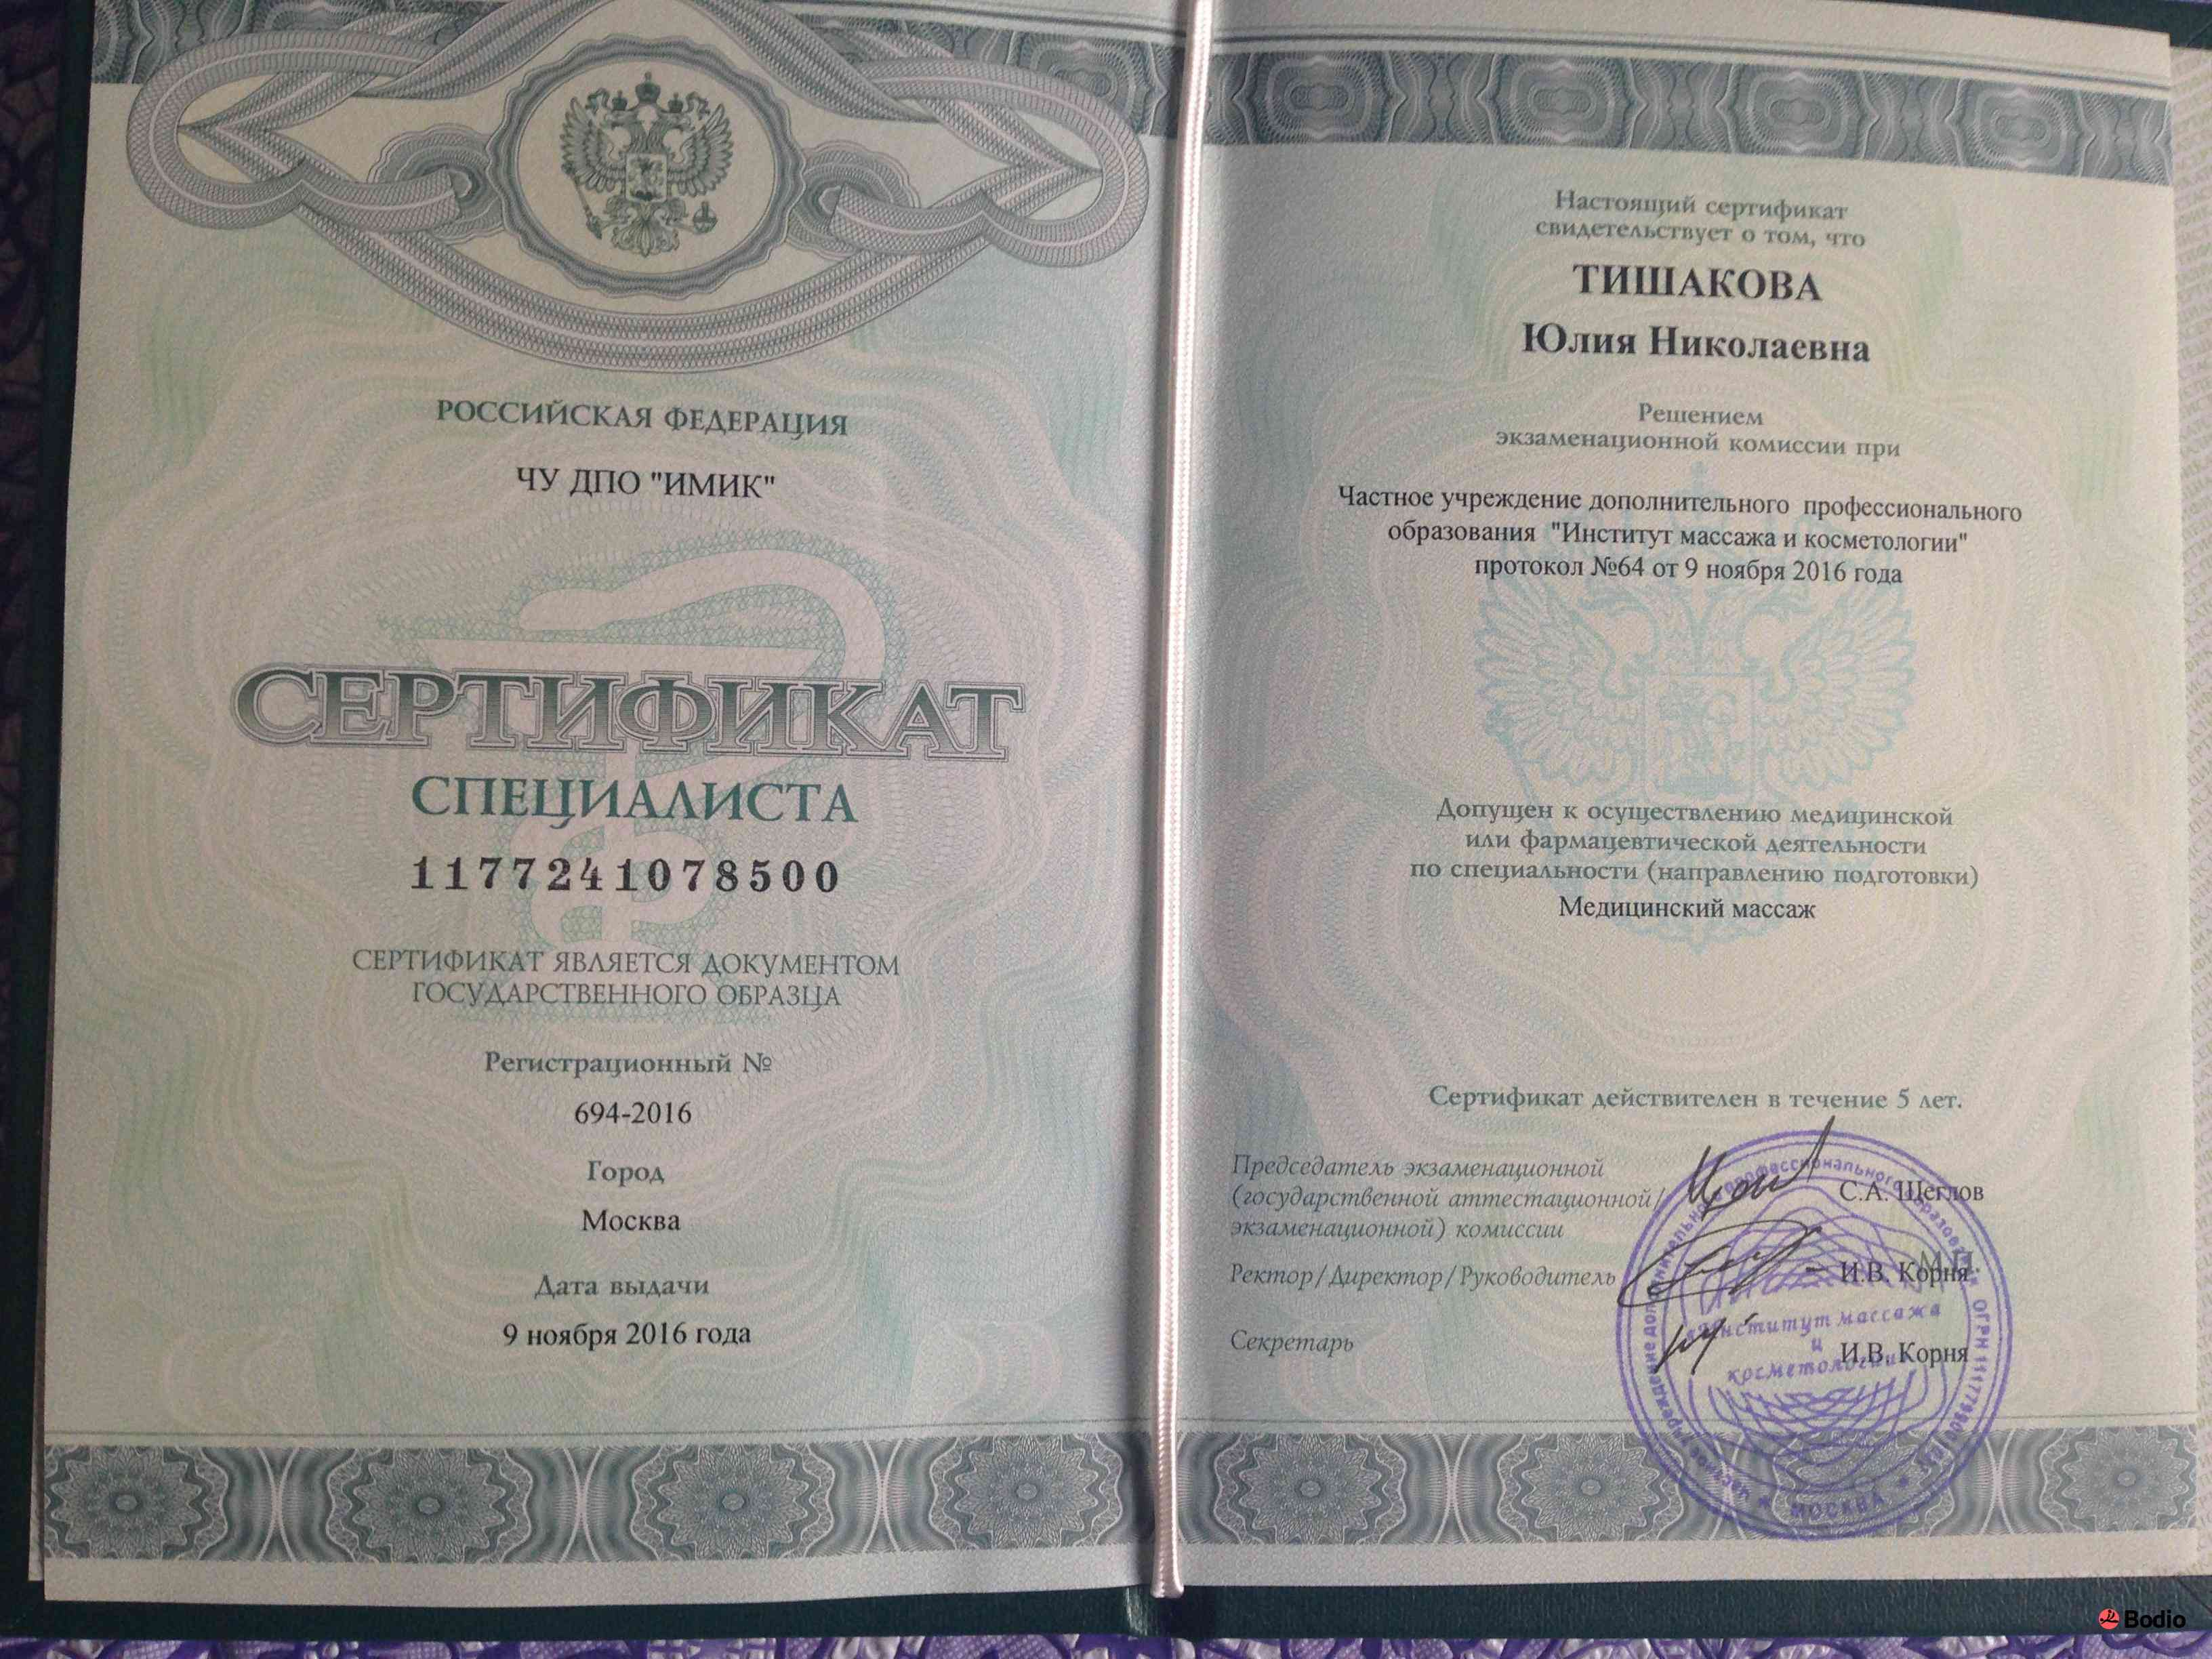 РОССИЙСКАЯ ФЕДЕРАЦИЯ
ЧУ ДПО "ИМИК"
СЕРТИФИКАТ
СПЕЦИАЛИСТА
1177241078500
СЕРТИФИКАТ ЯВЛЯЕТСЯ ДОКУМЕНТОМ
ГОСУДАРСТВЕННОГО ОБРАЗЦА
Регистрационный №
694-2016
Город
Москва
Дата выдачи
9 ноября 2016 года
Настоящий сертификат
свидетельствует о том, что
ТИШАКОВА
Юлия Николаевна
Решением
экзаменационной комиссии при
Частное учреждение дополнительного профессионального
образования "Институт массажа и косметологии"
протокол №64 от 9 ноября 2016 года
Допущен к осуществлению медицинской
или фармацевтической деятельности
по специальности (направлению подготовки)
Медицинский массаж
Сертификат действителен в течение 5 лет.
Председатель экзаменационной
(государственной аттестационной/
экзаменационной) комиссии
С.А. Щеглов
Ректор/Директор/Руководитель
И.В. Корня
М.П.
Секретарь
И.В. Корня
Институт массажа
и
косметологии
МОСКВА
Bodio